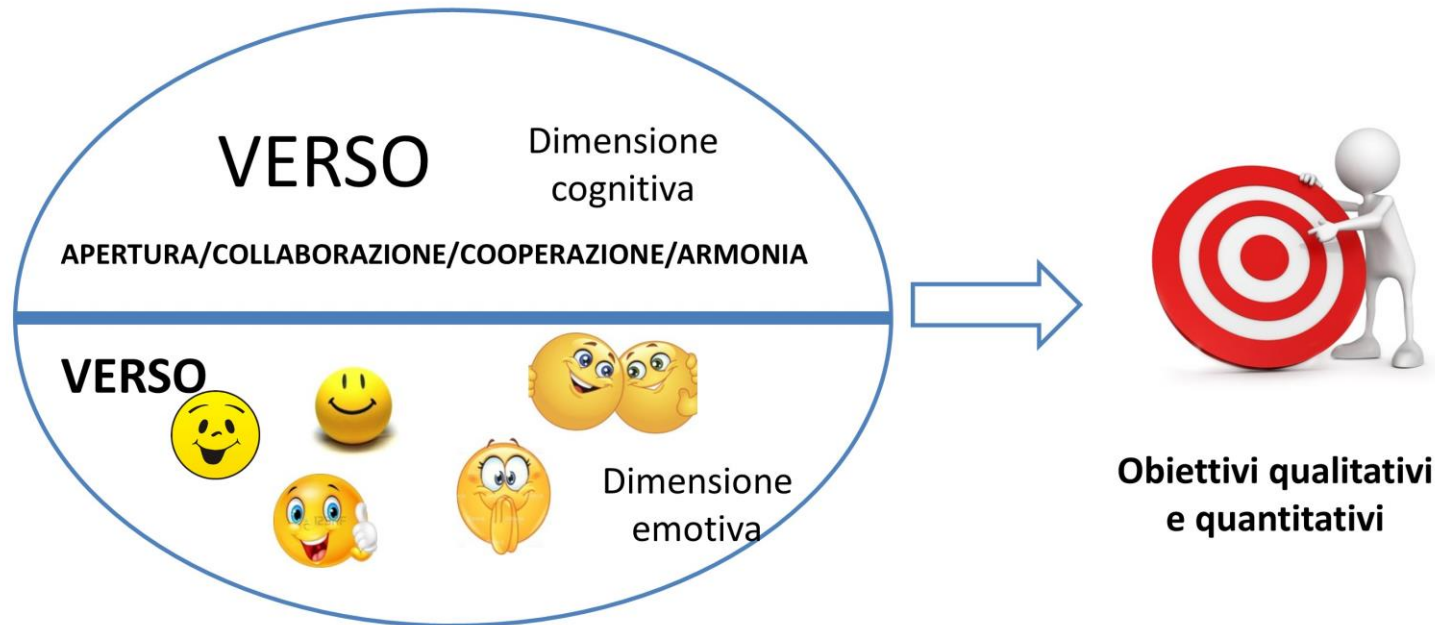 VERSO
Dimensione
cognitiva
APERTURA/COLLABORAZIONE/COOPERAZIONE/ARMONIA
VERSO
Dimensione
emotiva
Obiettivi qualitativi
e quantitativi